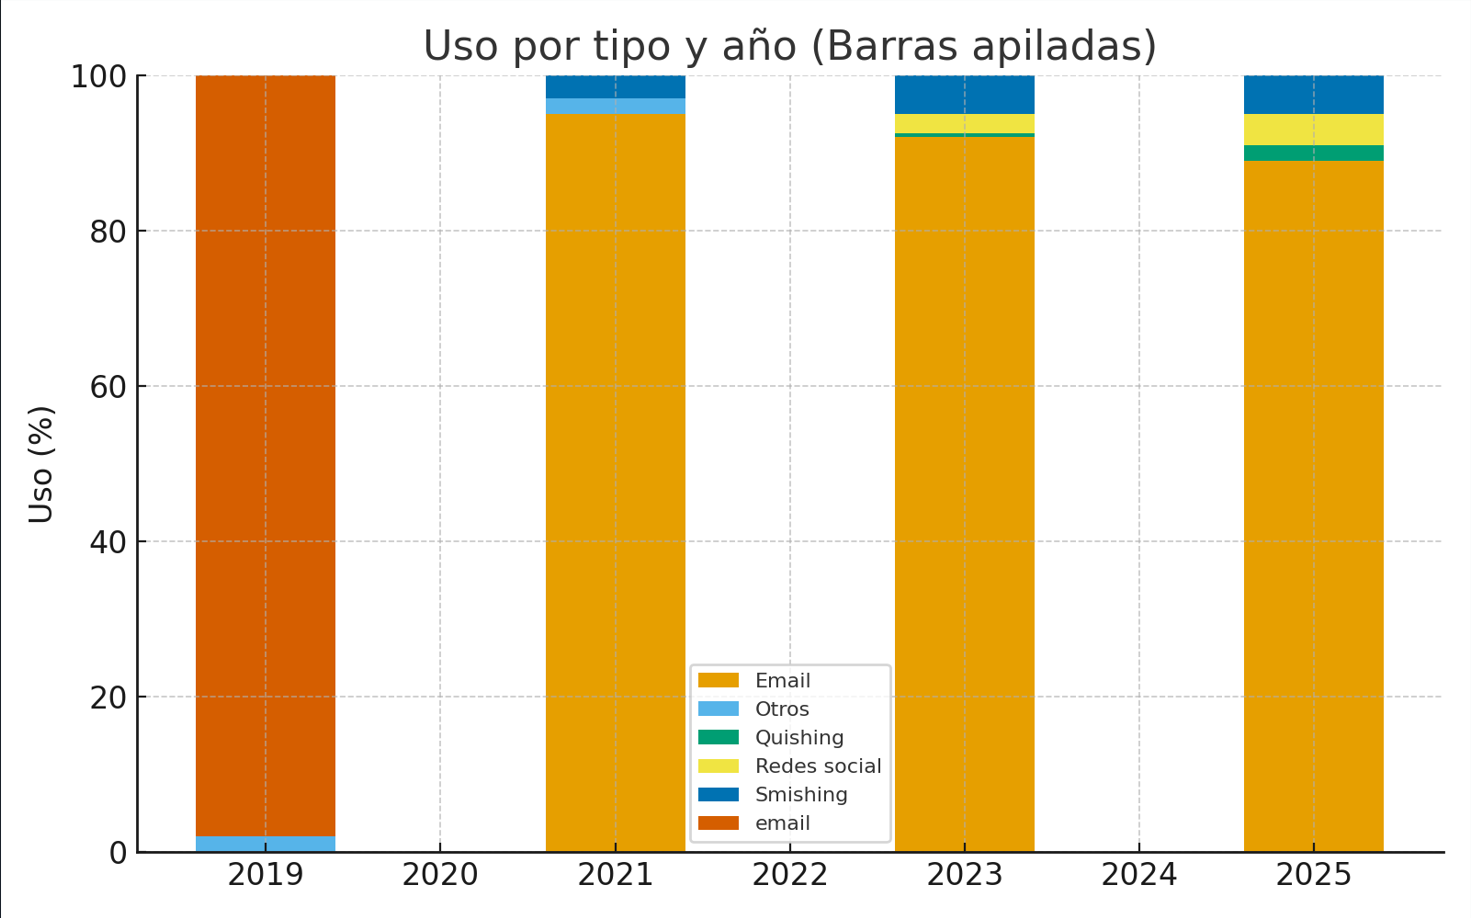 Uso por tipo y año (Barras apiladas)
100
80
60
40
20
0
Uso (%)
Email
Otros
Quishing
Redes social
Smishing
email
2019 2020 2021 2022 2023 2024 2025